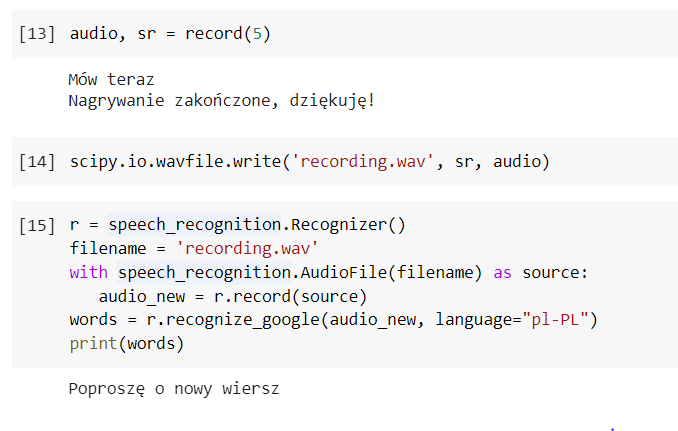 [13] audio, sr = record(5)
Mów teraz
Nagrywanie zakończone, dziękuję!
[14] scipy.io.wavfile.write('recording.wav', sr, audio)
[15] r = speech_recognition.Recognizer()
filename = 'recording.wav'
with speech_recognition.AudioFile(filename) as source:
audio_new = r.record(source)
words = r.recognize_google(audio_new, language="pl-PL")
print(words)
Poproszę o nowy wiersz